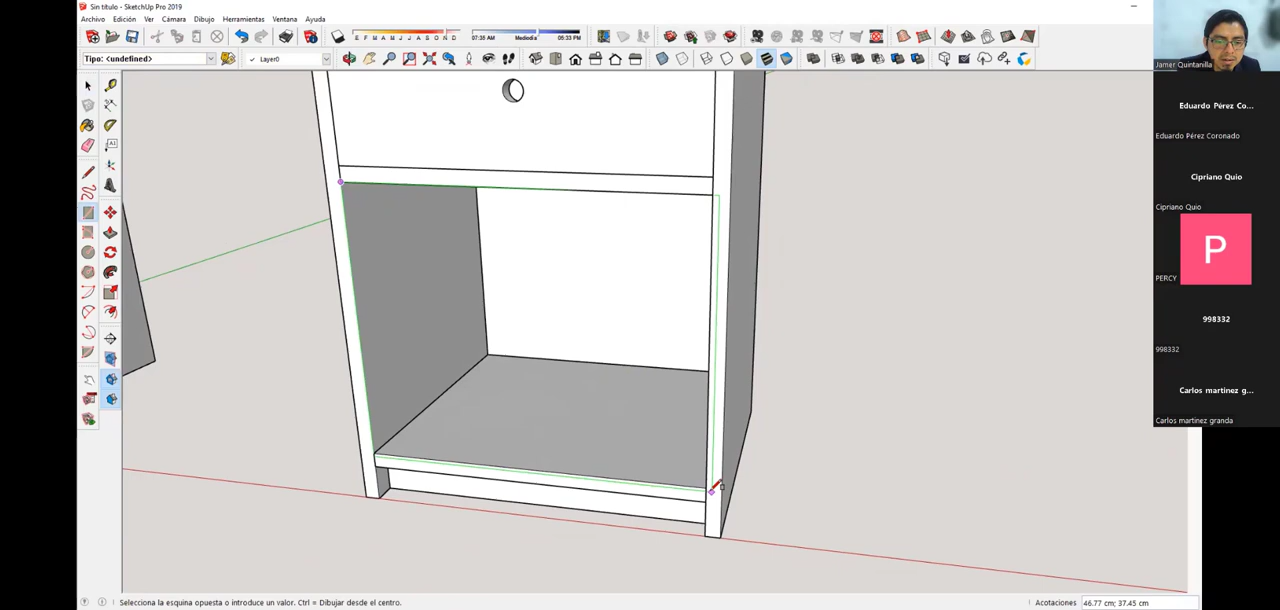 Sin título - SketchUp Pro 2019
Archivo Edición Ver Cámara Dibujo Herramientas Ventana Ayuda
E F M A M J J A S O N D
07:35 AM Mediodía 05:33 PM
Tipo: <undefined>
Layer0
A1
Selecciona la esquina opuesta o introduce un valor. Ctrl = Dibujar desde el centro.
Acotaciones 46.77 cm; 37.45 cm
Jamer Quintanilla
Eduardo Pérez Co...
Eduardo Pérez Coronado
Cipriano Quio
Cipriano Quio
P
PERCY
998332
998332
Carlos martinez g...
Carlos martinez granda